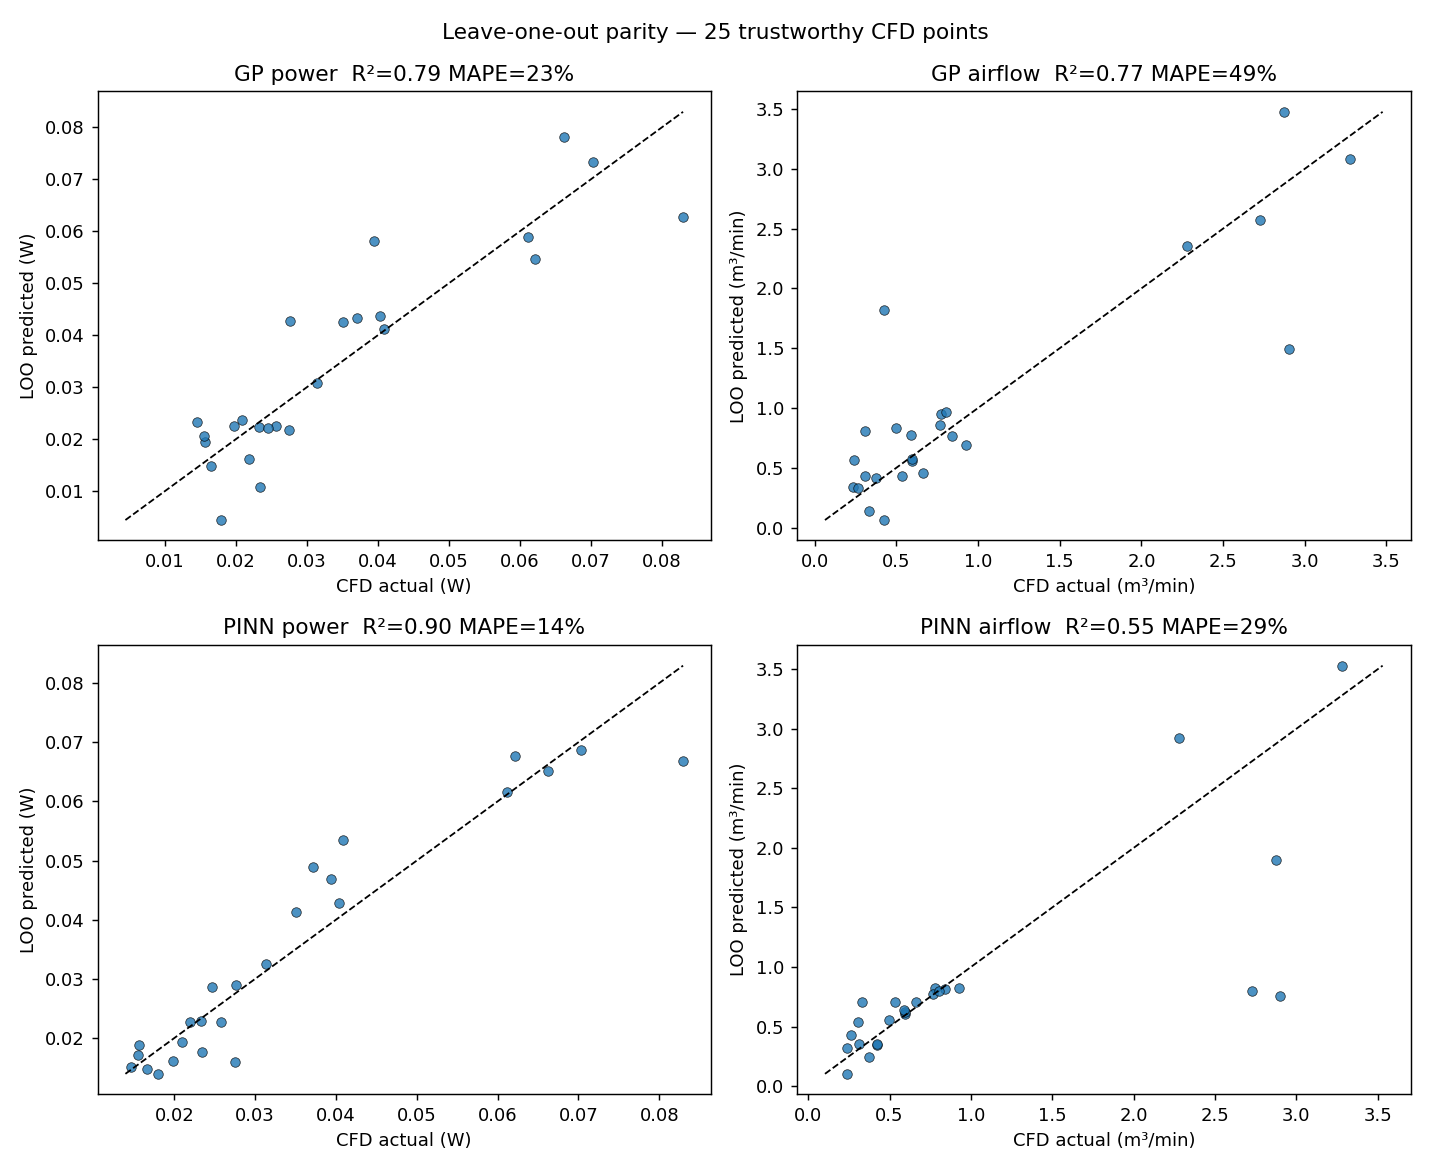 Leave-one-out parity — 25 trustworthy CFD points
GP power  R²=0.79 MAPE=23%
0.08
0.07
0.06
0.05
0.04
0.03
0.02
0.01
LOO predicted (W)
0.01 0.02 0.03 0.04 0.05 0.06 0.07 0.08
CFD actual (W)
GP airflow  R²=0.77 MAPE=49%
3.5
3.0
2.5
2.0
1.5
1.0
0.5
0.0
LOO predicted (m³/min)
0.0 0.5 1.0 1.5 2.0 2.5 3.0 3.5
CFD actual (m³/min)
PINN power  R²=0.90 MAPE=14%
0.08
0.07
0.06
0.05
0.04
0.03
0.02
LOO predicted (W)
0.02 0.03 0.04 0.05 0.06 0.07 0.08
CFD actual (W)
PINN airflow  R²=0.55 MAPE=29%
3.5
3.0
2.5
2.0
1.5
1.0
0.5
0.0
LOO predicted (m³/min)
0.0 0.5 1.0 1.5 2.0 2.5 3.0 3.5
CFD actual (m³/min)